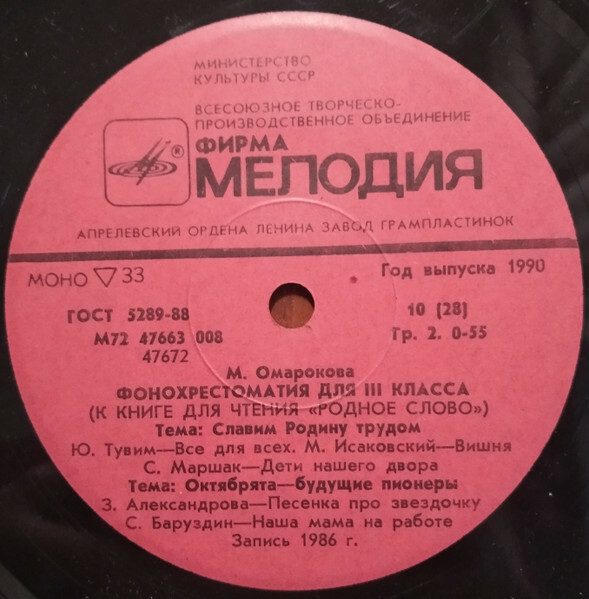 МИНИСТЕРСТВО
КУЛЬТУРЫ СССР
ВСЕСОЮЗНОЕ ТВОРЧЕСКО-
ПРОИЗВОДСТВЕННОЕ ОБЪЕДИНЕНИЕ
ФИРМА
® МЕЛОДИЯ
АПРЕЛЕВСКИЙ ОРДЕНА ЛЕНИНА ЗАВОД ГРАМПЛАСТИНОК
МОНО ▽ 33 Год выпуска 1990
ГОСТ 5289-88 10 (28)
М72 47663 008 Гр. 2. 0-55
47672
М. Омарокова
ФОНОХРЕСТОМАТИЯ ДЛЯ III КЛАССА
(К КНИГЕ ДЛЯ ЧТЕНИЯ «РОДНОЕ СЛОВО»)
Тема: Славим Родину трудом
Ю. Тувим—Все для всех. М. Исаковский—Вишня
С. Маршак—Дети нашего двора
Тема: Октябрята—будущие пионеры
З. Александрова—Песенка про звездочку
С. Баруздин—Наша мама на работе
Запись 1986 г.